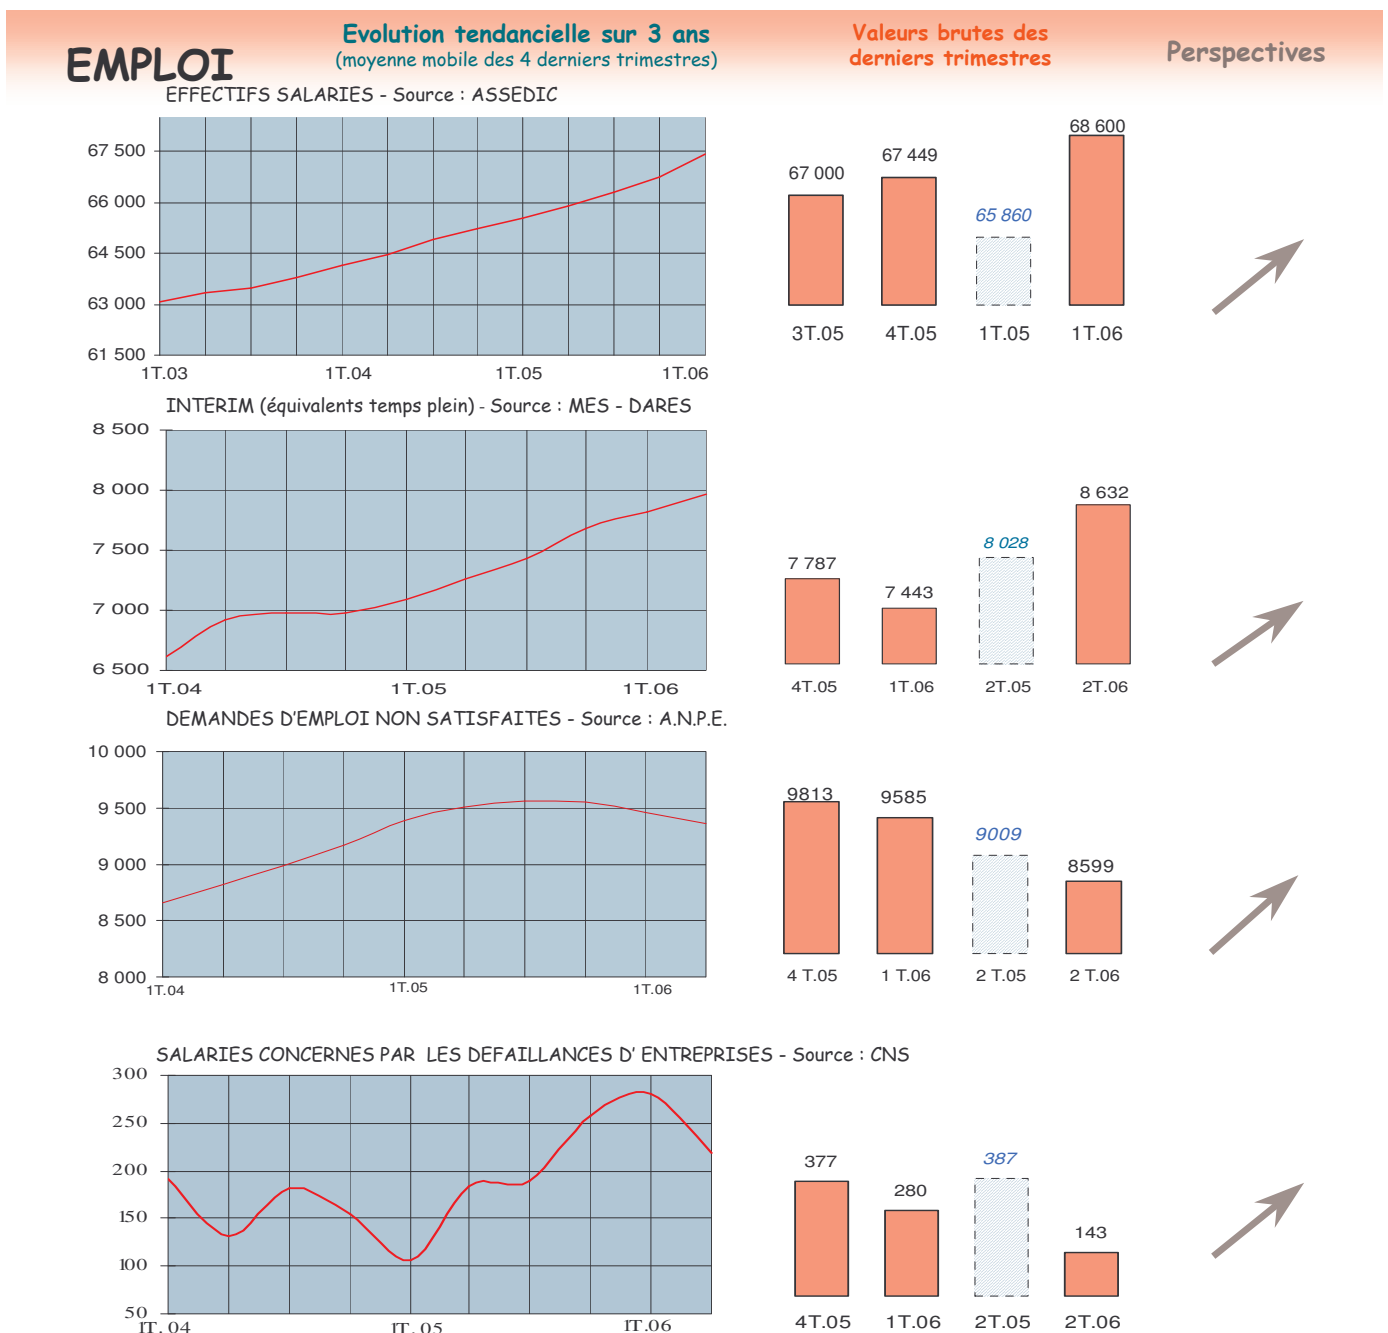 EMPLOI
Evolution tendancielle sur 3 ans
(moyenne mobile des 4 derniers trimestres)
Valeurs brutes des
derniers trimestres
Perspectives
EFFECTIFS SALARIES - Source : ASSEDIC
67 500
66 000
64 500
63 000
61 500
1T.03 1T.04 1T.05 1T.06
67 000 67 449 65 860 68 600
3T.05 4T.05 1T.05 1T.06
INTERIM (équivalents temps plein) - Source : MES - DARES
8 500
8 000
7 500
7 000
6 500
1T.04 1T.05 1T.06
7 787 7 443 8 028 8 632
4T.05 1T.06 2T.05 2T.06
DEMANDES D'EMPLOI NON SATISFAITES - Source : A.N.P.E.
10 000
9 500
9 000
8 500
8 000
1T.04 1T.05 1T.06
9813 9585 9009 8599
4 T.05 1 T.06 2 T.05 2 T.06
SALARIES CONCERNES PAR LES DEFAILLANCES D' ENTREPRISES - Source : CNS
300
250
200
150
100
50
1T. 04 1T. 05 1T.06
377 280 387 143
4T.05 1T.06 2T.05 2T.06